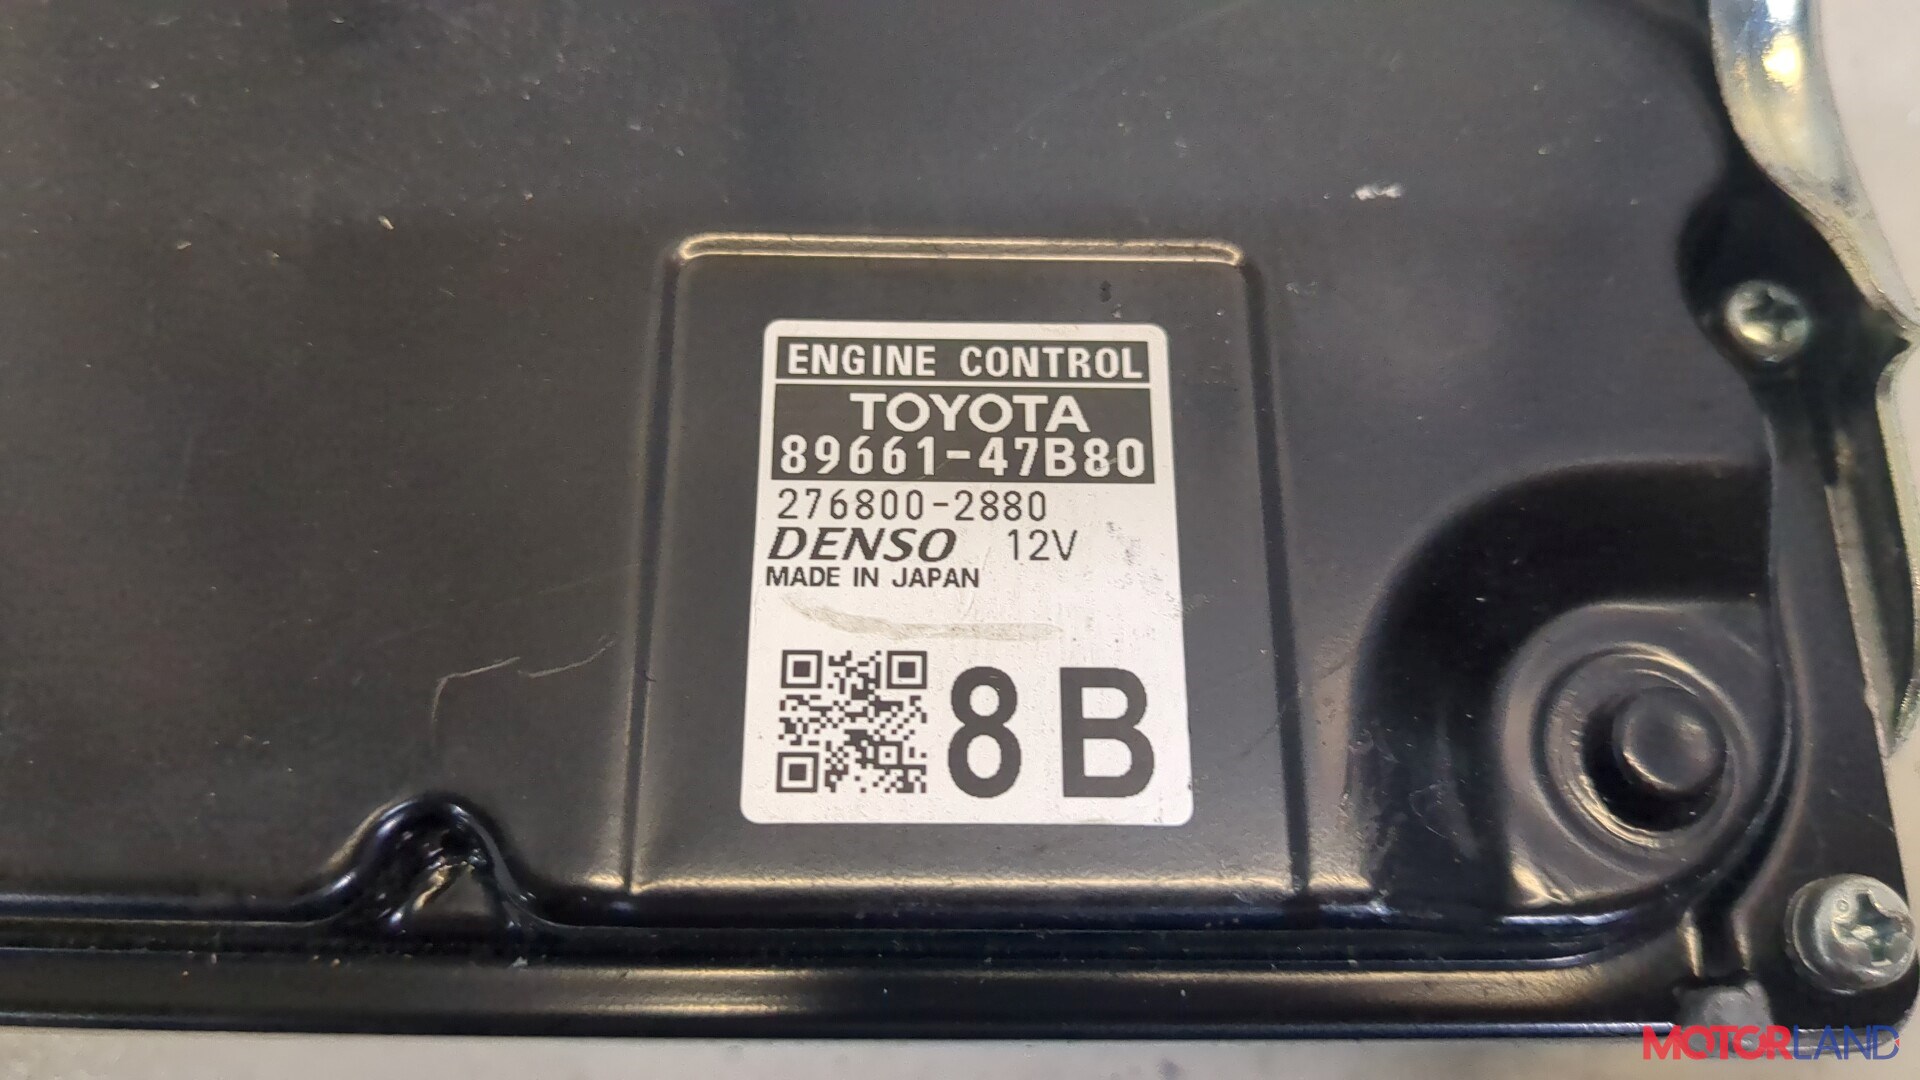 ENGINE CONTROL
TOYOTA
89661-47B80
276800-2880
DENSO 12V
MADE IN JAPAN
8B
MOTORLAND